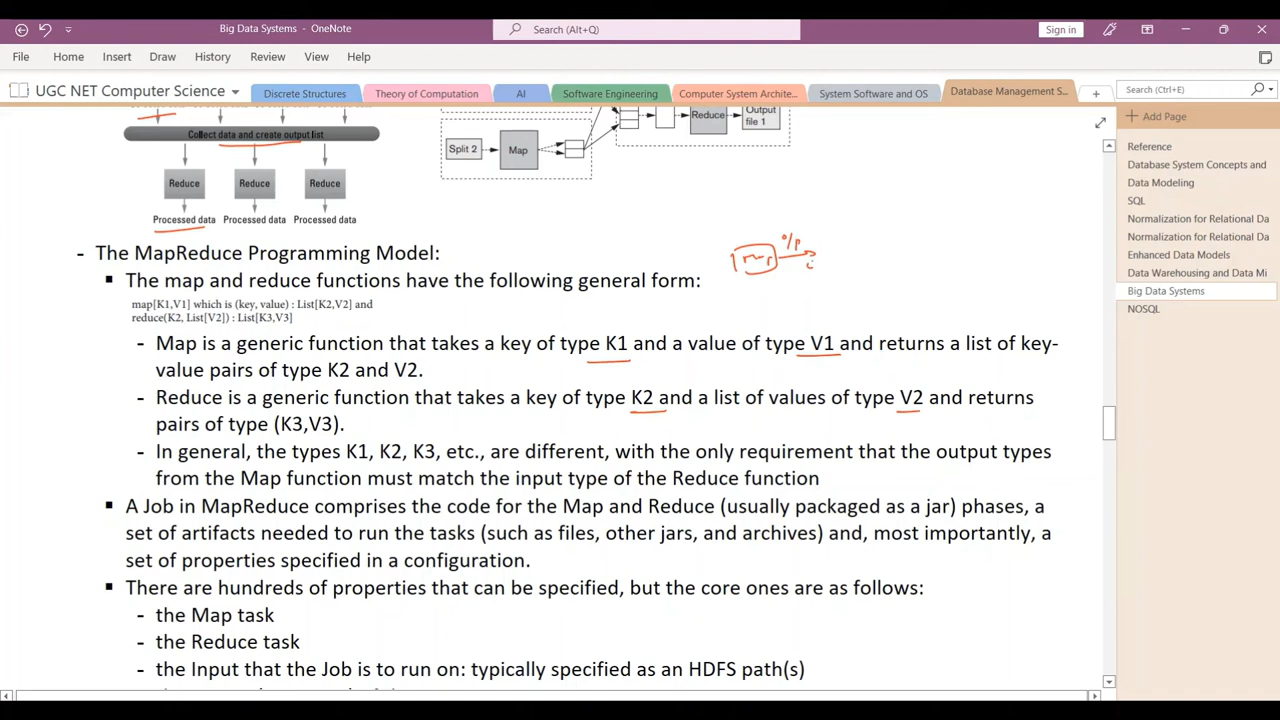 Big Data Systems - OneNote
Search (Alt+Q)
Sign in
File Home Insert Draw History Review View Help
UGC NET Computer Science
Discrete Structures
Theory of Computation
AI
Software Engineering
Computer System Archite...
System Software and OS
Database Management S...
Search (Ctrl+E)
Add Page
Reference
Database System Concepts and
Data Modeling
SQL
Normalization for Relational Da
Normalization for Relational Da
Enhanced Data Models
Data Warehousing and Data Mi
Big Data Systems
NOSQL
Collect data and create output list
Reduce Reduce Reduce
Processed data Processed data Processed data
Split 2 Map
Reduce
Output
file 1
- The MapReduce Programming Model:
o/p
map
i
▪ The map and reduce functions have the following general form:
map[K1,V1] which is (key, value) : List[K2,V2] and
reduce(K2, List[V2]) : List[K3,V3]
- Map is a generic function that takes a key of type K1 and a value of type V1 and returns a list of key-
value pairs of type K2 and V2.
- Reduce is a generic function that takes a key of type K2 and a list of values of type V2 and returns
pairs of type (K3,V3).
- In general, the types K1, K2, K3, etc., are different, with the only requirement that the output types
from the Map function must match the input type of the Reduce function
▪ A Job in MapReduce comprises the code for the Map and Reduce (usually packaged as a jar) phases, a
set of artifacts needed to run the tasks (such as files, other jars, and archives) and, most importantly, a
set of properties specified in a configuration.
▪ There are hundreds of properties that can be specified, but the core ones are as follows:
- the Map task
- the Reduce task
- the Input that the Job is to run on: typically specified as an HDFS path(s)